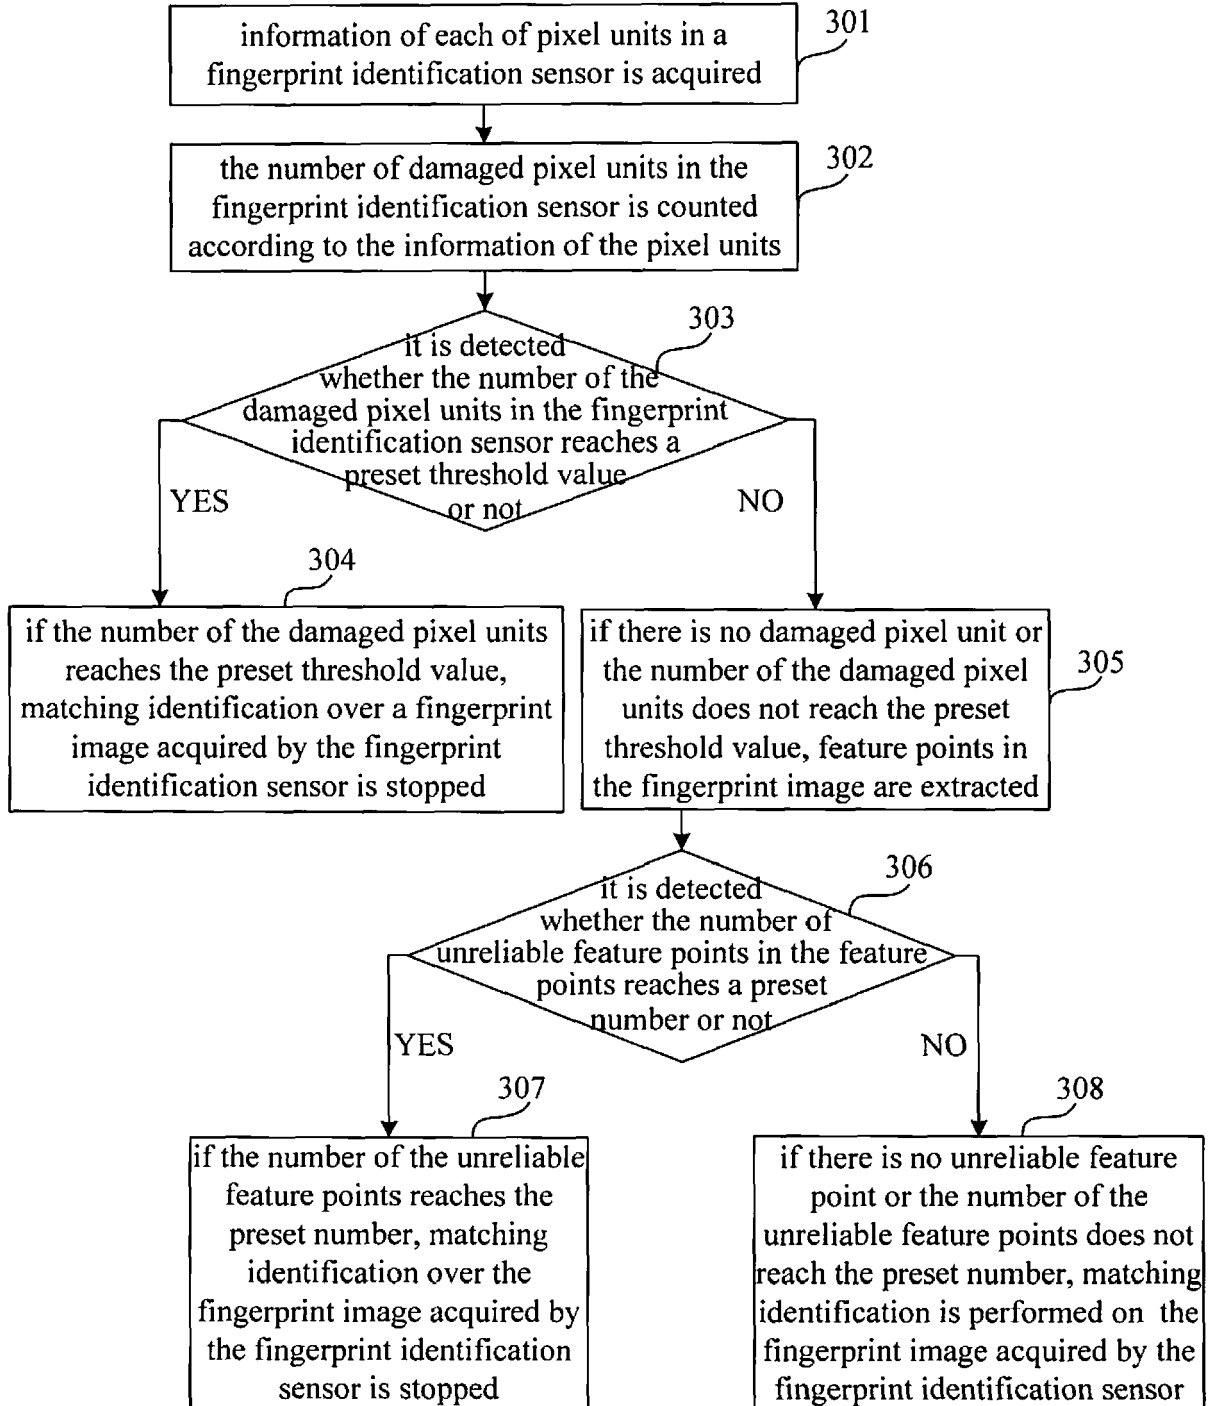 information of each of pixel units in a
fingerprint identification sensor is acquired
301
the number of damaged pixel units in the
fingerprint identification sensor is counted
according to the information of the pixel units
302
303
it is detected
whether the number of the
damaged pixel units in the fingerprint
identification sensor reaches a
preset threshold value
or not
YES
NO
304
if the number of the damaged pixel units
reaches the preset threshold value,
matching identification over a fingerprint
image acquired by the fingerprint
identification sensor is stopped
if there is no damaged pixel unit or
the number of the damaged pixel
units does not reach the preset
threshold value, feature points in
the fingerprint image are extracted
305
306
it is detected
whether the number of
unreliable feature points in the feature
points reaches a preset
number or not
YES
NO
307
if the number of the unreliable
feature points reaches the
preset number, matching
identification over the
fingerprint image acquired by
the fingerprint identification
sensor is stopped
308
if there is no unreliable feature
point or the number of the
unreliable feature points does not
reach the preset number, matching
identification is performed on the
fingerprint image acquired by the
fingerprint identification sensor